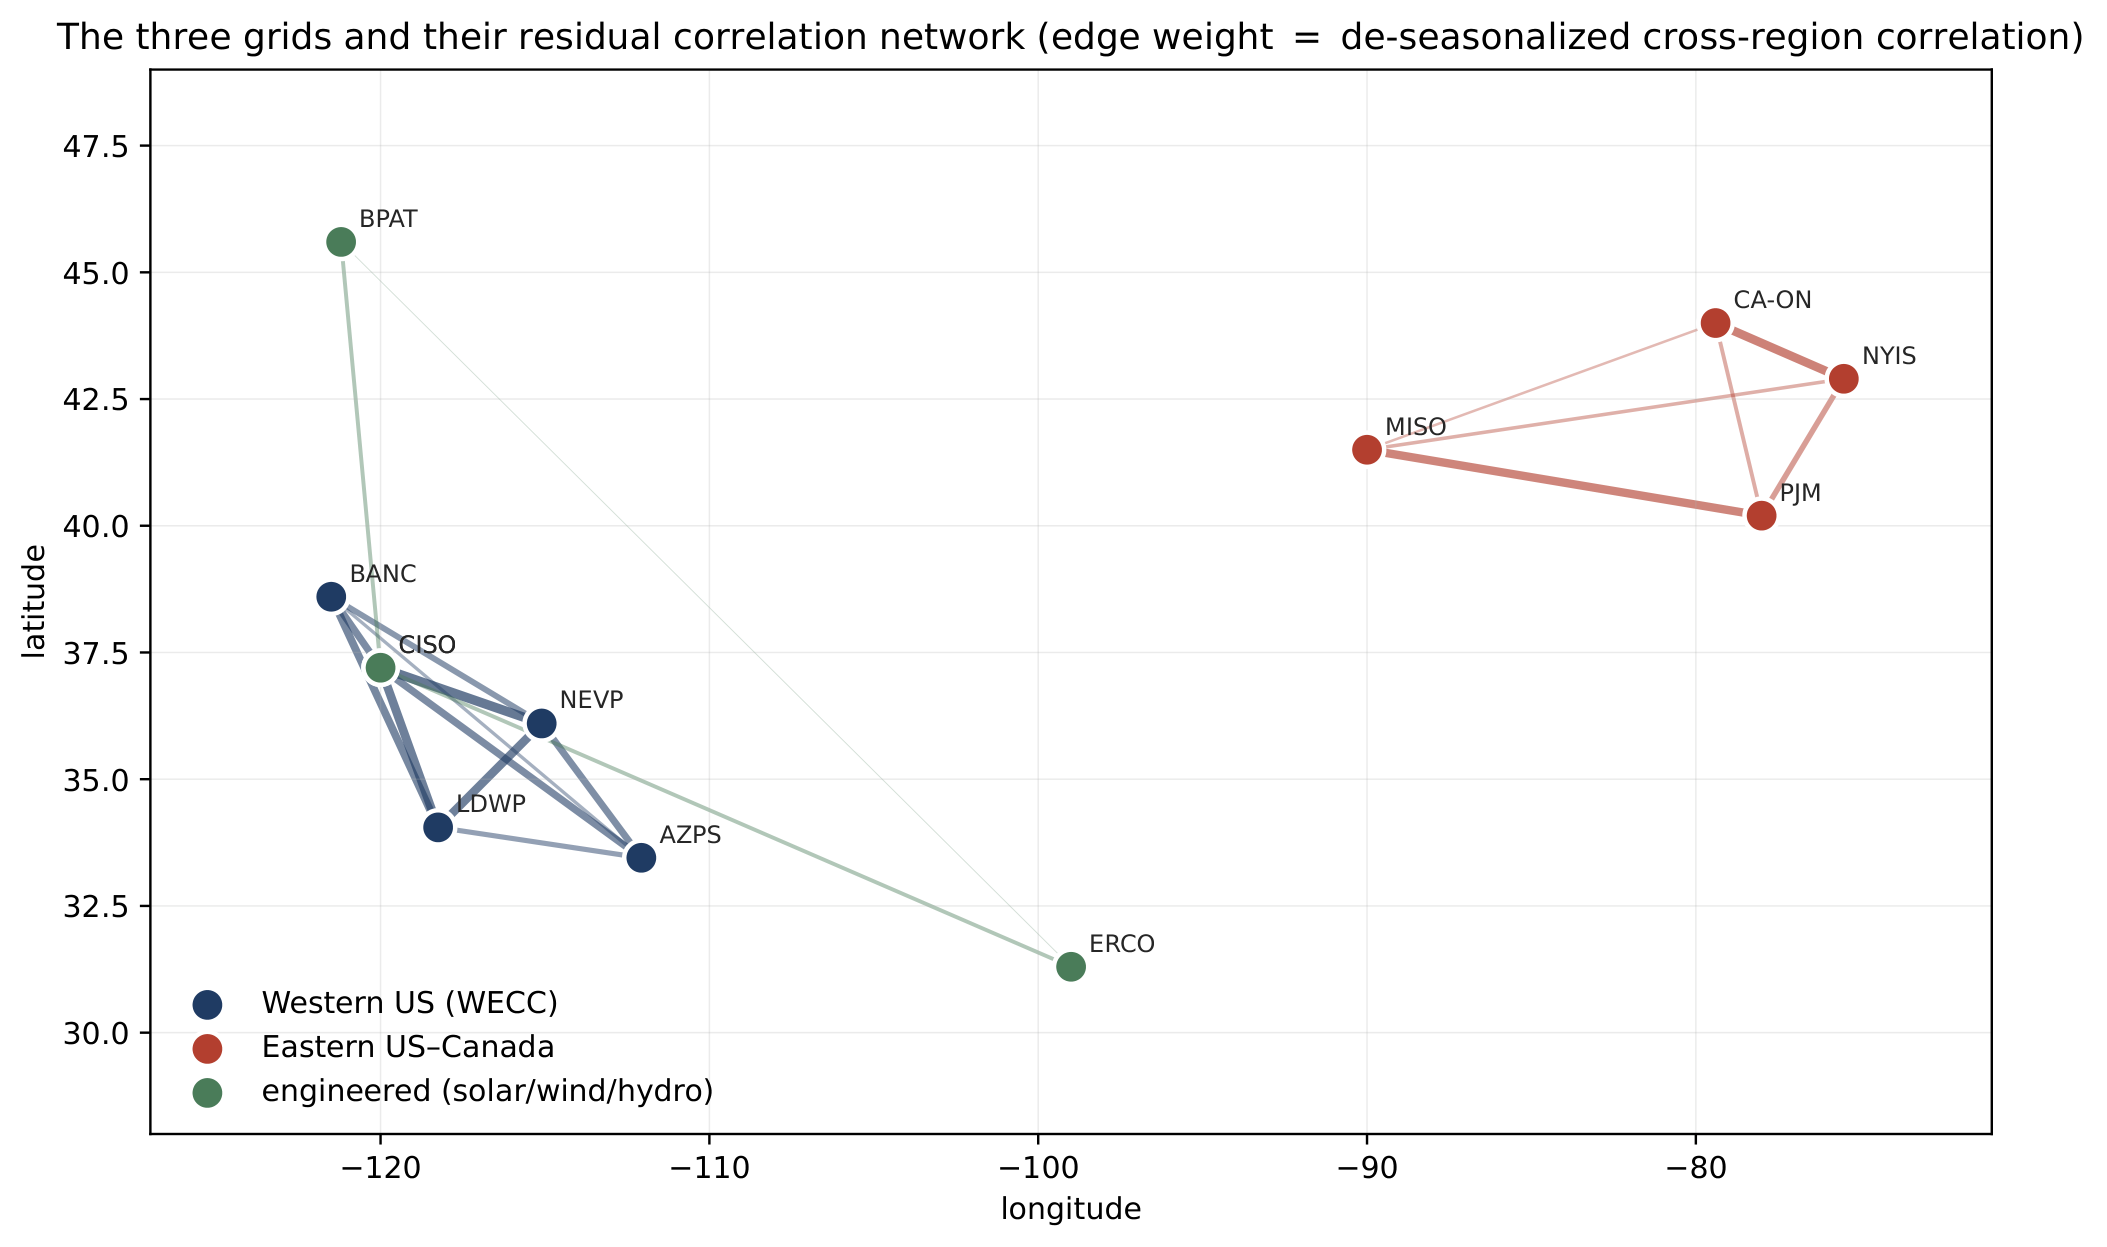 The three grids and their residual correlation network (edge weight = de-seasonalized cross-region correlation)
47.5
45.0
42.5
40.0
37.5
35.0
32.5
30.0
latitude
BPAT
CA-ON
NYIS
MISO
PJM
BANC
CISO
NEVP
LDWP
AZPS
ERCO
Western US (WECC)
Eastern US–Canada
engineered (solar/wind/hydro)
−120
−110
−100
−90
−80
longitude